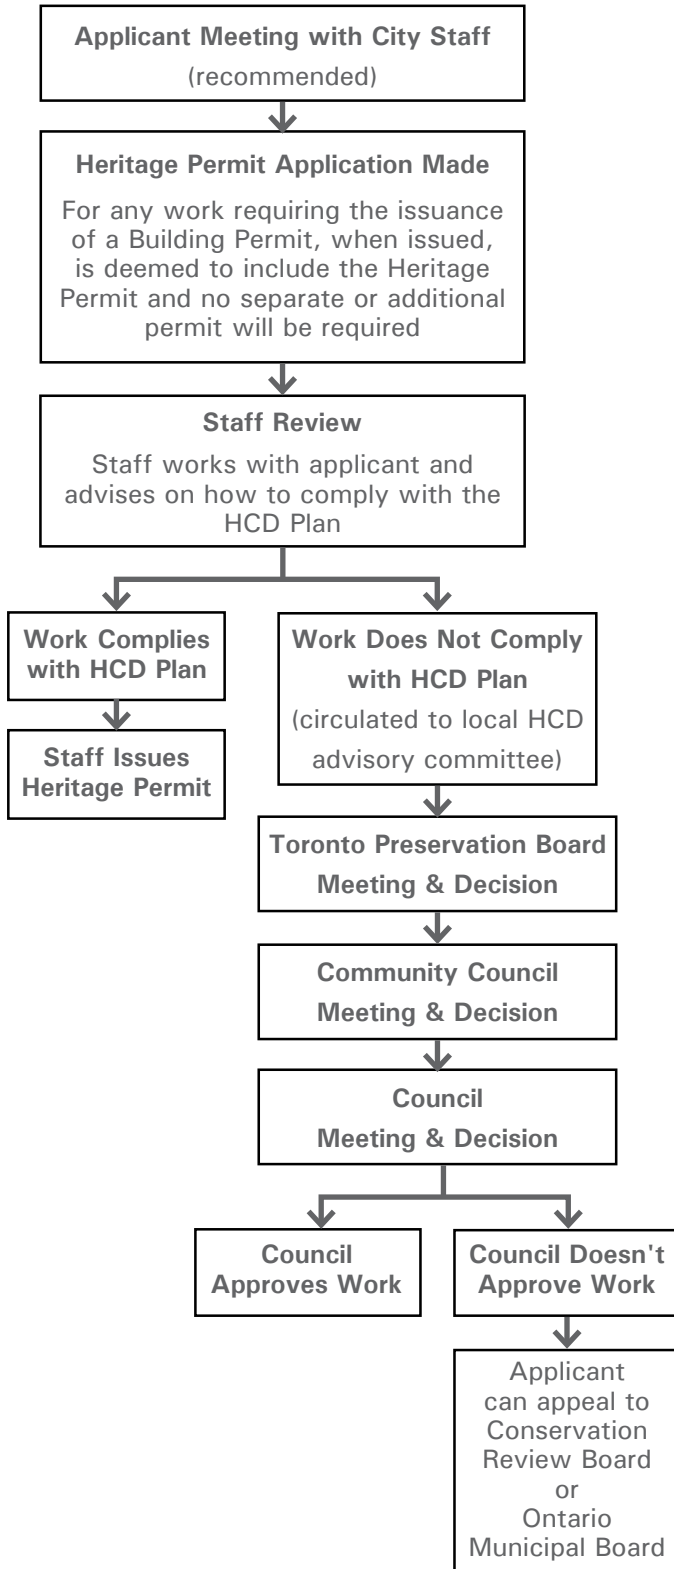 Applicant Meeting with City Staff
(recommended)
Heritage Permit Application Made
For any work requiring the issuance
of a Building Permit, when issued,
is deemed to include the Heritage
Permit and no separate or additional
permit will be required
Staff Review
Staff works with applicant and
advises on how to comply with the
HCD Plan
Work Complies
with HCD Plan
Staff Issues
Heritage Permit
Work Does Not Comply
with HCD Plan
(circulated to local HCD
advisory committee)
Toronto Preservation Board
Meeting & Decision
Community Council
Meeting & Decision
Council
Meeting & Decision
Council
Approves Work
Council Doesn't
Approve Work
Applicant
can appeal to
Conservation
Review Board
or
Ontario
Municipal Board